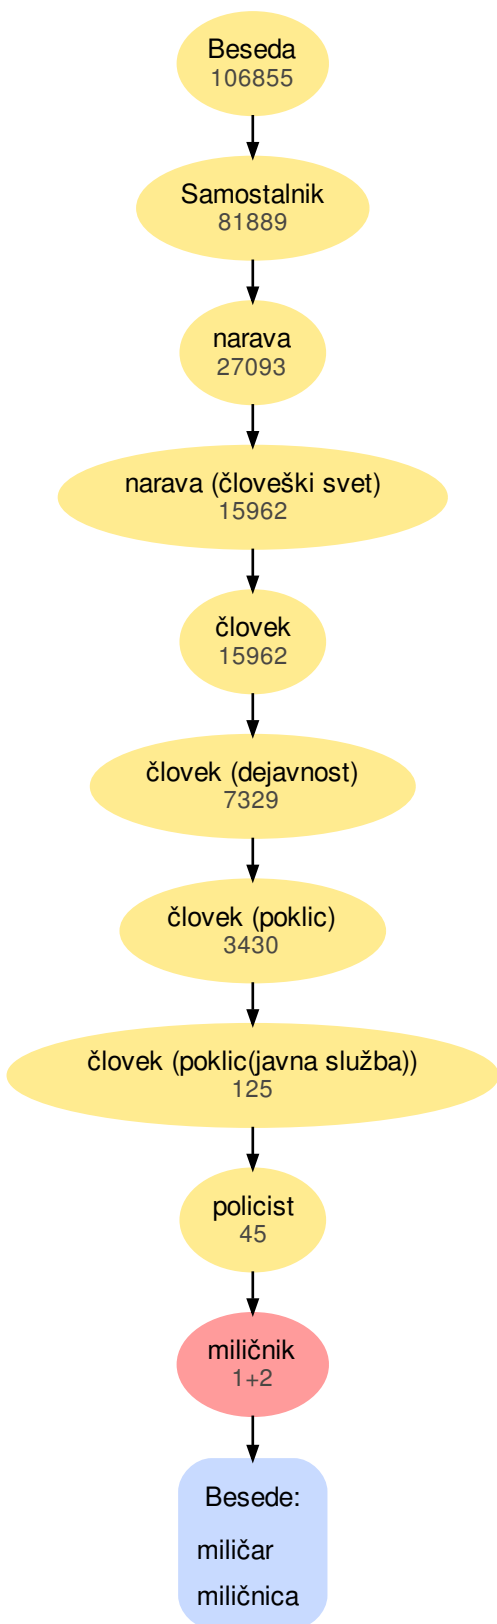 Beseda
106855
Samostalnik
81889
narava
27093
narava (človeški svet)
15962
človek
15962
človek (dejavnost)
7329
človek (poklic)
3430
človek (poklic(javna služba))
125
policist
45
miličnik
1+2
Besede:
miličar
miličnica